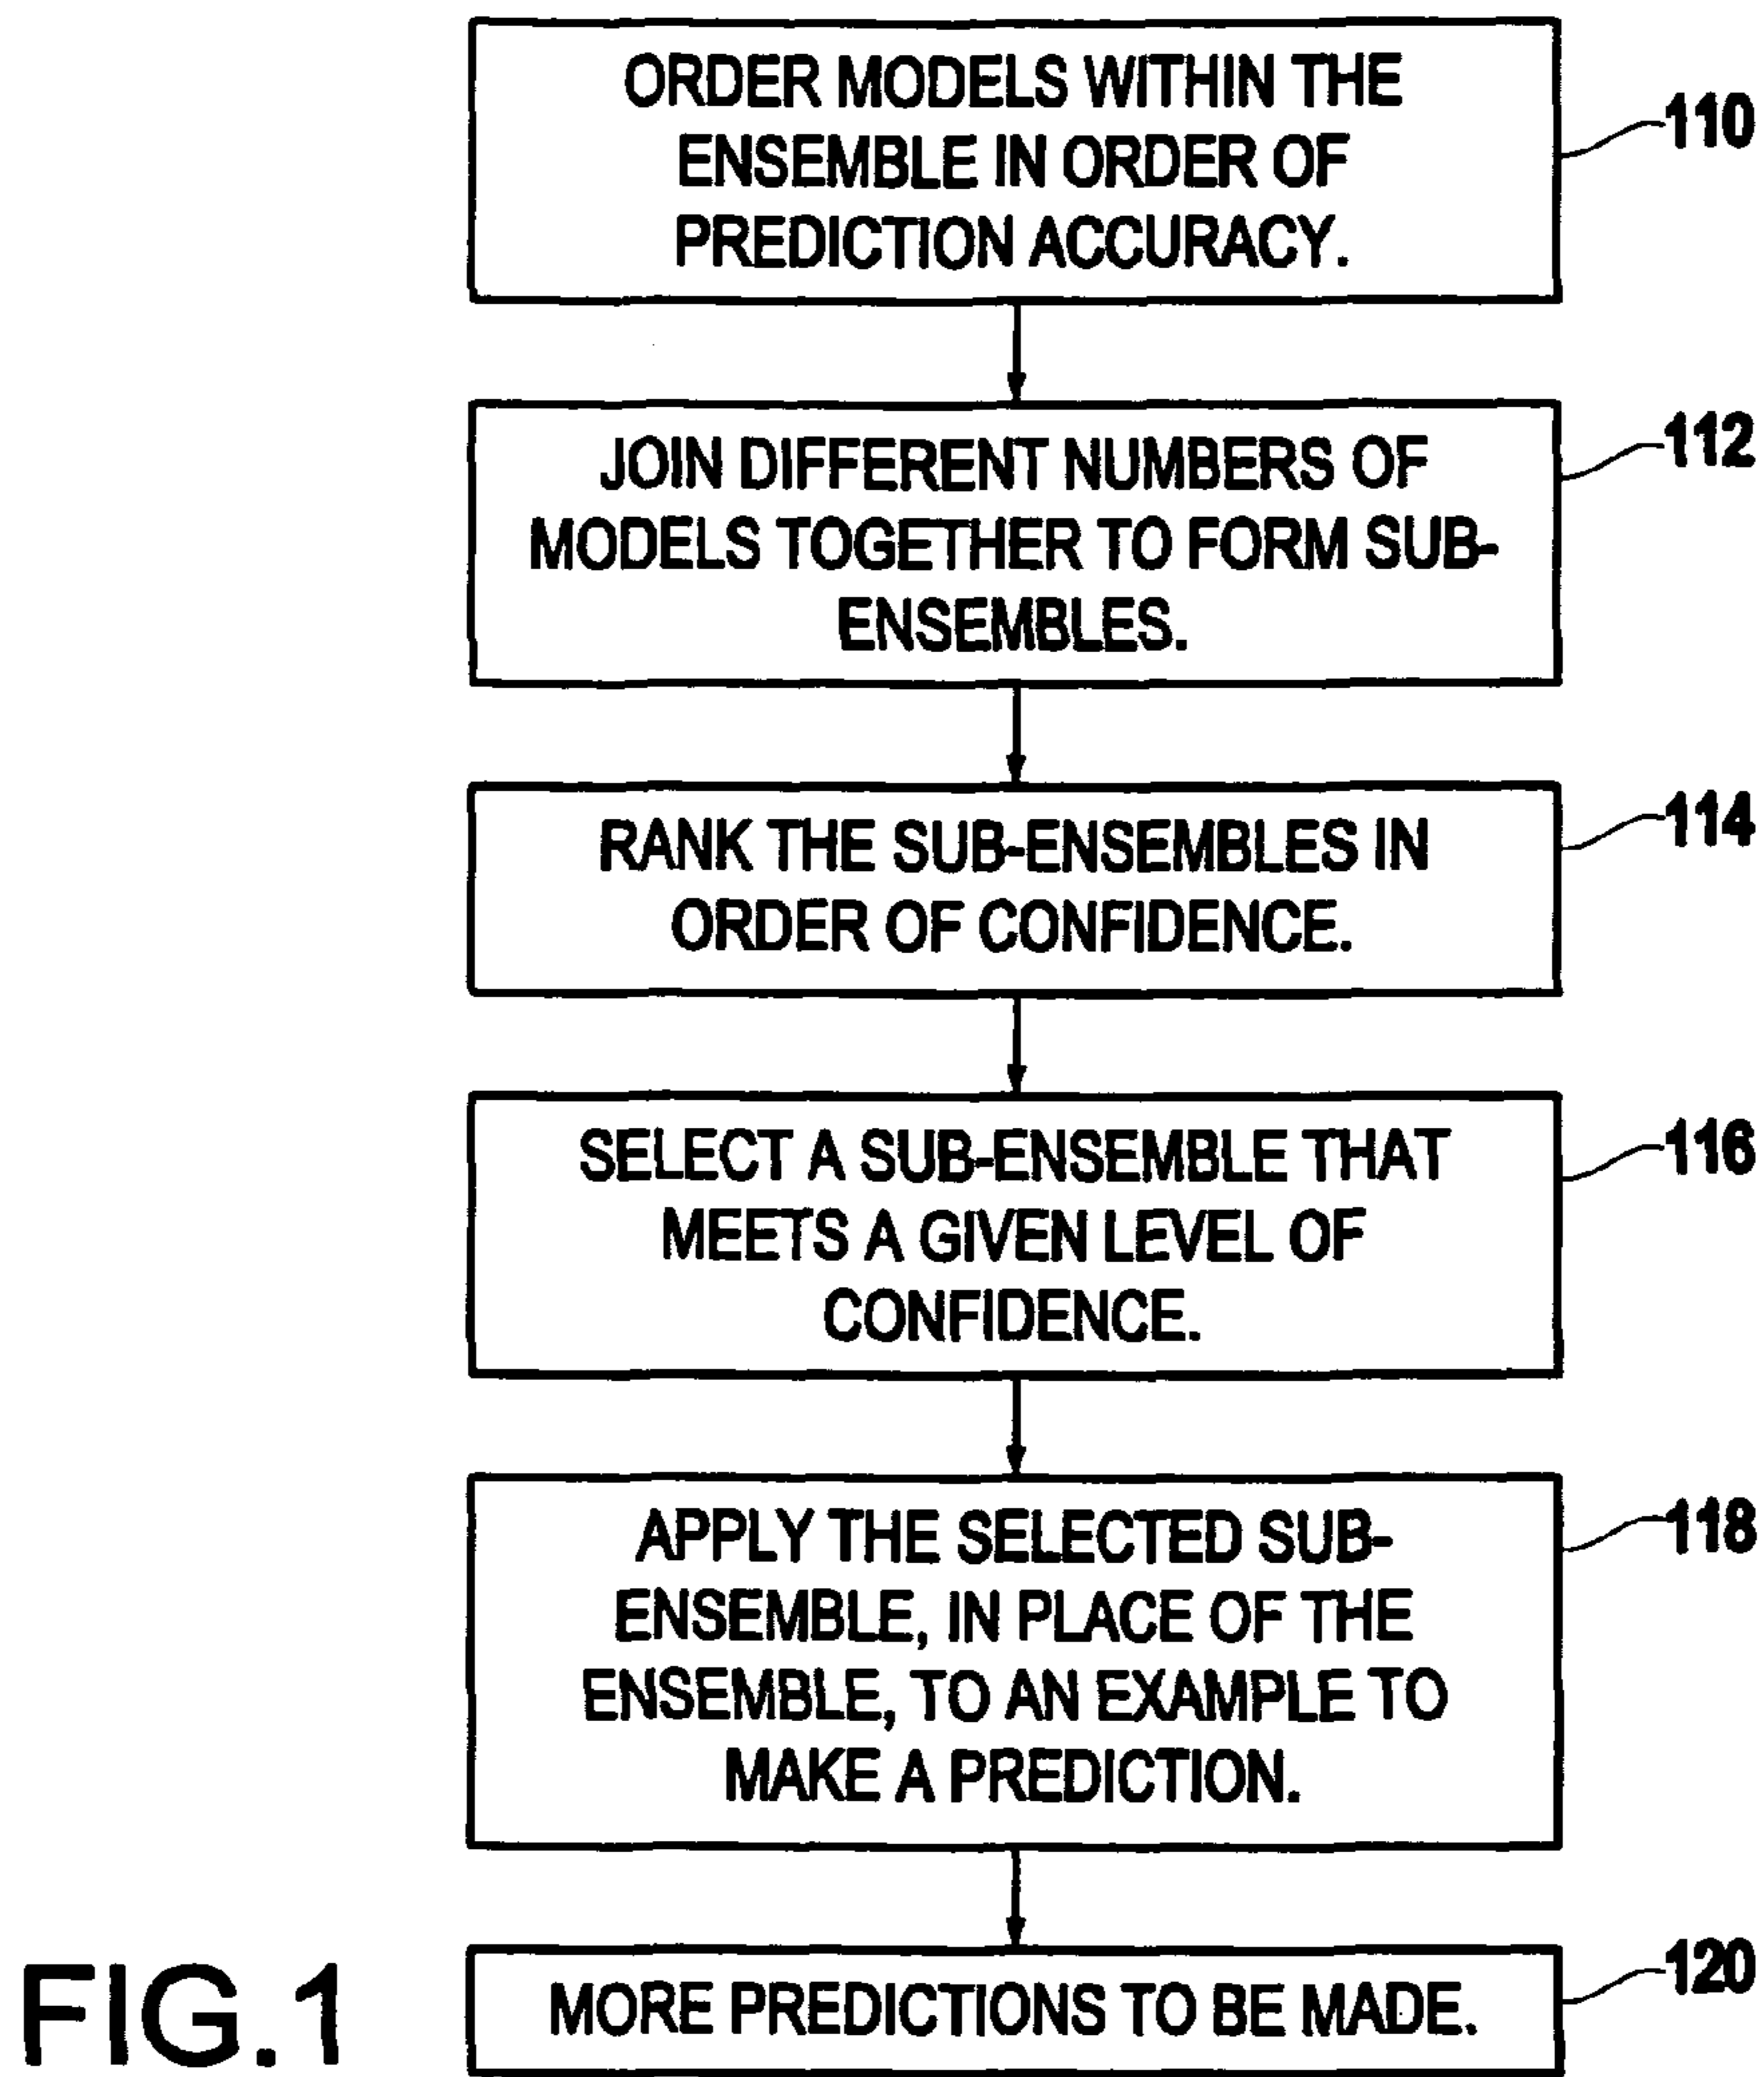 ORDER MODELS WITHIN THE
ENSEMBLE IN ORDER OF
PREDICTION ACCURACY.
110
JOIN DIFFERENT NUMBERS OF
MODELS TOGETHER TO FORM SUB-
ENSEMBLES.
112
RANK THE SUB-ENSEMBLES IN
ORDER OF CONFIDENCE.
114
SELECT A SUB-ENSEMBLE THAT
MEETS A GIVEN LEVEL OF
CONFIDENCE.
116
APPLY THE SELECTED SUB-
ENSEMBLE, IN PLACE OF THE
ENSEMBLE, TO AN EXAMPLE TO
MAKE A PREDICTION.
118
MORE PREDICTIONS TO BE MADE.
120
FIG.1